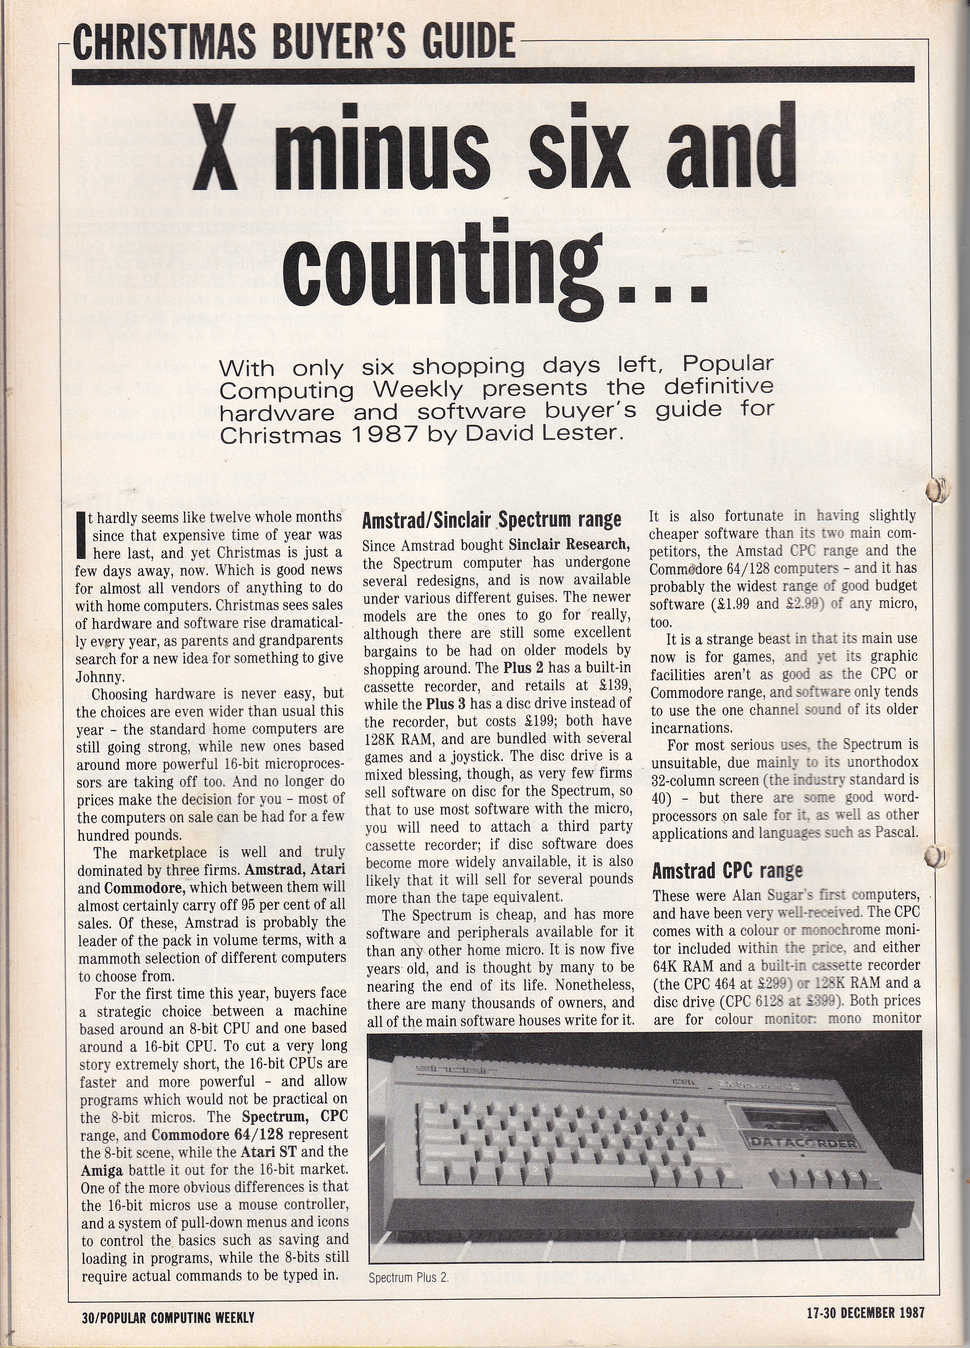 CHRISTMAS BUYER'S GUIDE
X minus six and
counting...
With only six shopping days left, Popular
Computing Weekly presents the definitive
hardware and software buyer's guide for
Christmas 1987 by David Lester.
It hardly seems like twelve whole months
since that expensive time of year was
here last, and yet Christmas is just a
few days away, now. Which is good news
for almost all vendors of anything to do
with home computers. Christmas sees sales
of hardware and software rise dramatical-
ly every year, as parents and grandparents
search for a new idea for something to give
Johnny.
Choosing hardware is never easy, but
the choices are even wider than usual this
year – the standard home computers are
still going strong, while new ones based
around more powerful 16-bit microproces-
sors are taking off too. And no longer do
prices make the decision for you – most of
the computers on sale can be had for a few
hundred pounds.
The marketplace is well and truly
dominated by three firms. Amstrad, Atari
and Commodore, which between them will
almost certainly carry off 95 per cent of all
sales. Of these, Amstrad is probably the
leader of the pack in volume terms, with a
mammoth selection of different computers
to choose from.
For the first time this year, buyers face
a strategic choice between a machine
based around an 8-bit CPU and one based
around a 16-bit CPU. To cut a very long
story extremely short, the 16-bit CPUs are
faster and more powerful – and allow
programs which would not be practical on
the 8-bit micros. The Spectrum, CPC
range, and Commodore 64/128 represent
the 8-bit scene, while the Atari ST and the
Amiga battle it out for the 16-bit market.
One of the more obvious differences is that
the 16-bit micros use a mouse controller,
and a system of pull-down menus and icons
to control the basics such as saving and
loading in programs, while the 8-bits still
require actual commands to be typed in.
Amstrad/Sinclair Spectrum range
Since Amstrad bought Sinclair Research,
the Spectrum computer has undergone
several redesigns, and is now available
under various different guises. The newer
models are the ones to go for really,
although there are still some excellent
bargains to be had on older models by
shopping around. The Plus 2 has a built-in
cassette recorder, and retails at £139,
while the Plus 3 has a disc drive instead of
the recorder, but costs £199; both have
128K RAM, and are bundled with several
games and a joystick. The disc drive is a
mixed blessing, though, as very few firms
sell software on disc for the Spectrum, so
that to use most software with the micro,
you will need to attach a third party
cassette recorder; if disc software does
become more widely anvailable, it is also
likely that it will sell for several pounds
more than the tape equivalent.
The Spectrum is cheap, and has more
software and peripherals available for it
than any other home micro. It is now five
years old, and is thought by many to be
nearing the end of its life. Nonetheless,
there are many thousands of owners, and
all of the main software houses write for it.
It is also fortunate in having slightly
cheaper software than its two main com-
petitors, the Amstad CPC range and the
Commodore 64/128 computers – and it has
probably the widest range of good budget
software (£1.99 and £2.99) of any micro,
too.
It is a strange beast in that its main use
now is for games, and yet its graphic
facilities aren't as good as the CPC or
Commodore range, and software only tends
to use the one channel sound of its older
incarnations.
For most serious uses, the Spectrum is
unsuitable, due mainly to its unorthodox
32-column screen (the industry standard is
40) – but there are some good word-
processors on sale for it, as well as other
applications and languages such as Pascal.
Amstrad CPC range
These were Alan Sugar's first computers,
and have been very well-received. The CPC
comes with a colour or monochrome moni-
tor included within the price, and either
64K RAM and a built-in cassette recorder
(the CPC 464 at £299) or 128K RAM and a
disc drive (CPC 6128 at £399). Both prices
are for colour monitor: mono monitor
DATACORDER
Spectrum Plus 2.
30/POPULAR COMPUTING WEEKLY
17-30 DECEMBER 1987